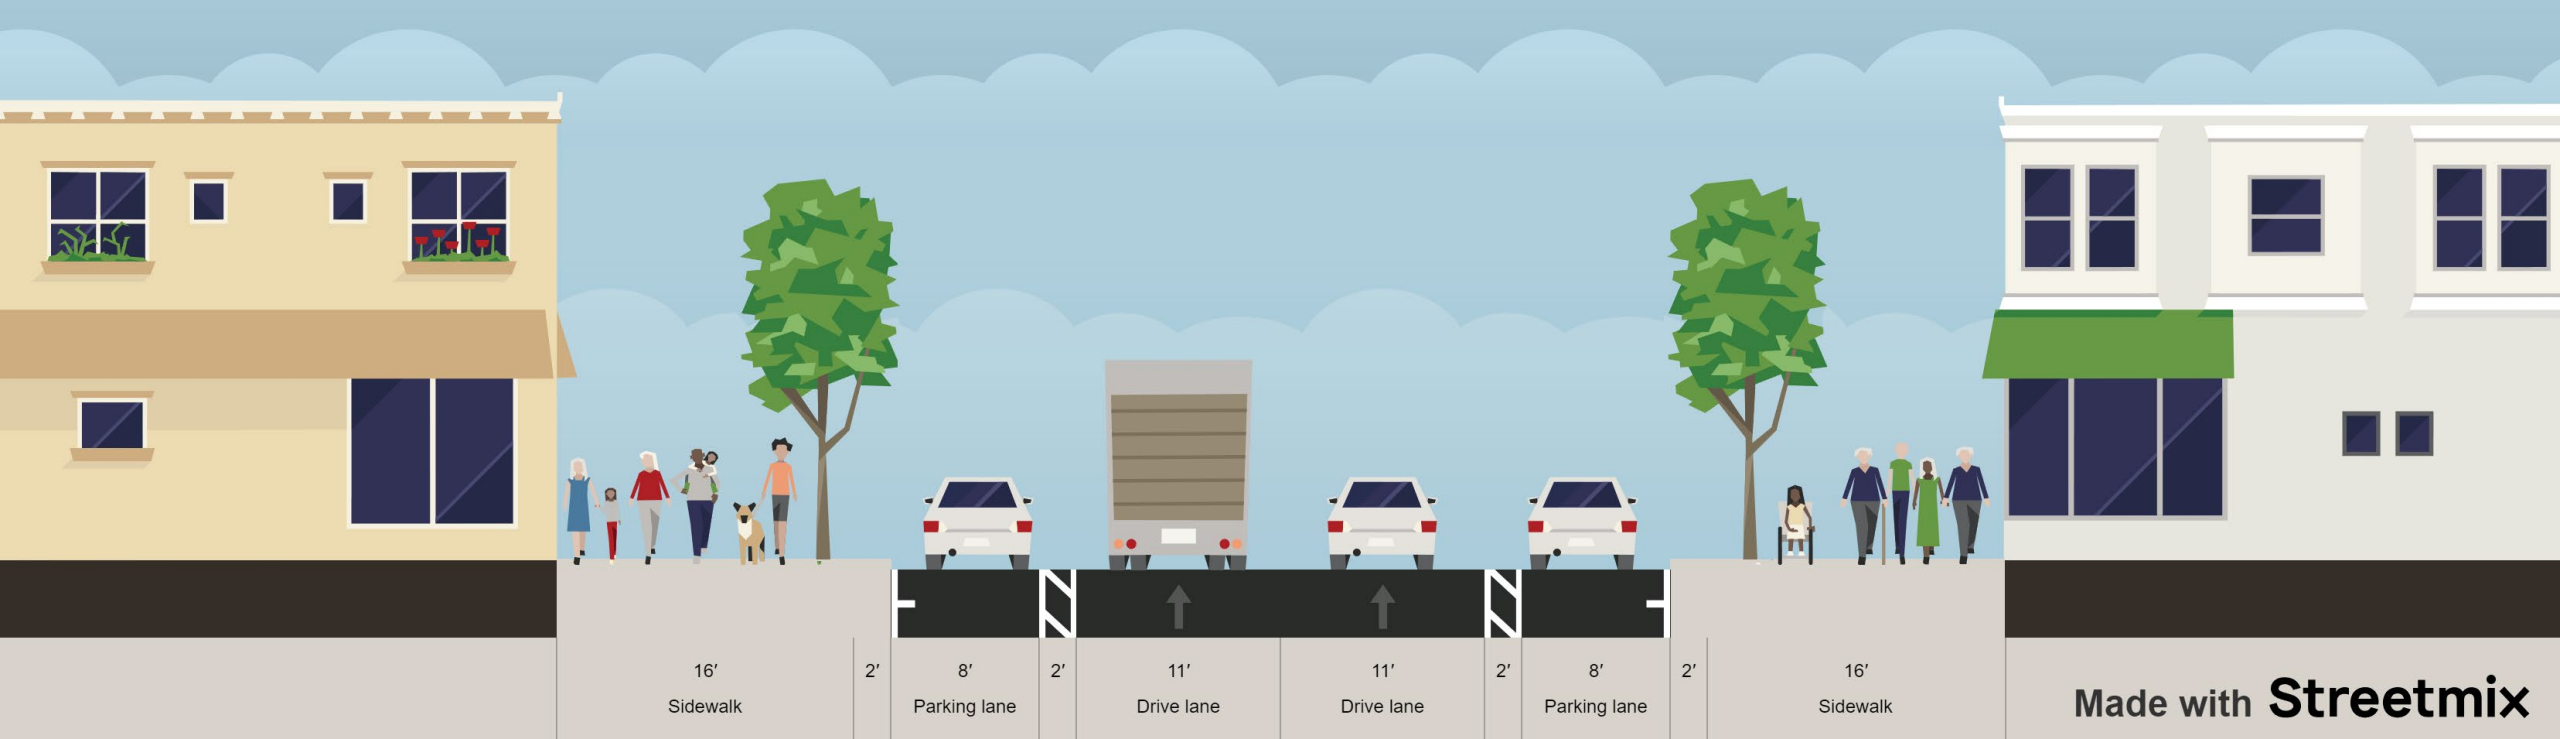 16′ 2′ 8′ 2′ 11′ 11′ 2′ 8′ 2′ 16′
Sidewalk Parking lane Drive lane Drive lane Parking lane Sidewalk
Made with Streetmix